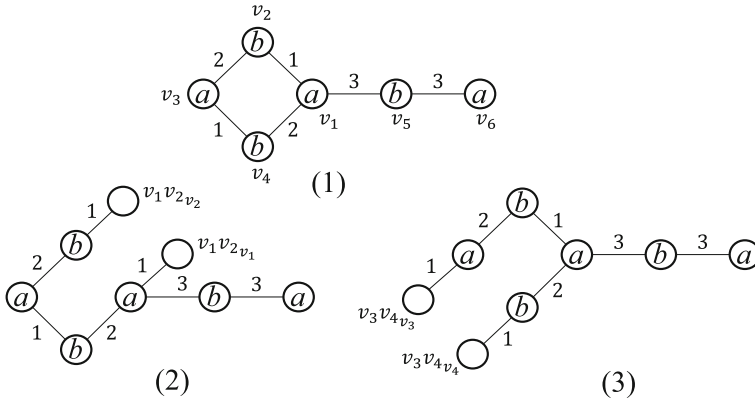 v₂
b
2 1
3 3
v₃ a a b a
v₁ v₅ v₆
1 2
b
v₄
(1)
v₁v₂ᵥ₂
1
b
2
v₁v₂ᵥ₁
1
a a 3 b 3 a
1 2
b
(2)
b
2 1
a a 3 b 3 a
1 2
v₃v₄ᵥ₃
b
1
v₃v₄ᵥ₄
(3)